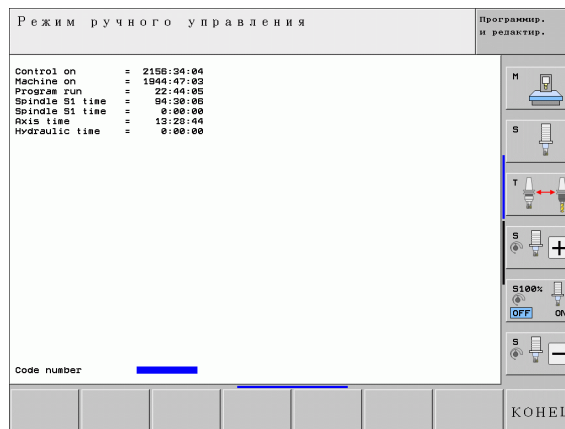 Режим ручного управления
Программир.
и редактир.
Control on = 2156:34:04
Machine on = 1944:47:03
Program run = 22:44:05
Spindle S1 time = 94:30:06
Spindle S1 time = 0:00:00
Axis time = 13:28:44
Hydraulic time = 0:00:00
Code number
M
S
T
S
+
S100%
OFF ON
S
-
КОНЕЦ